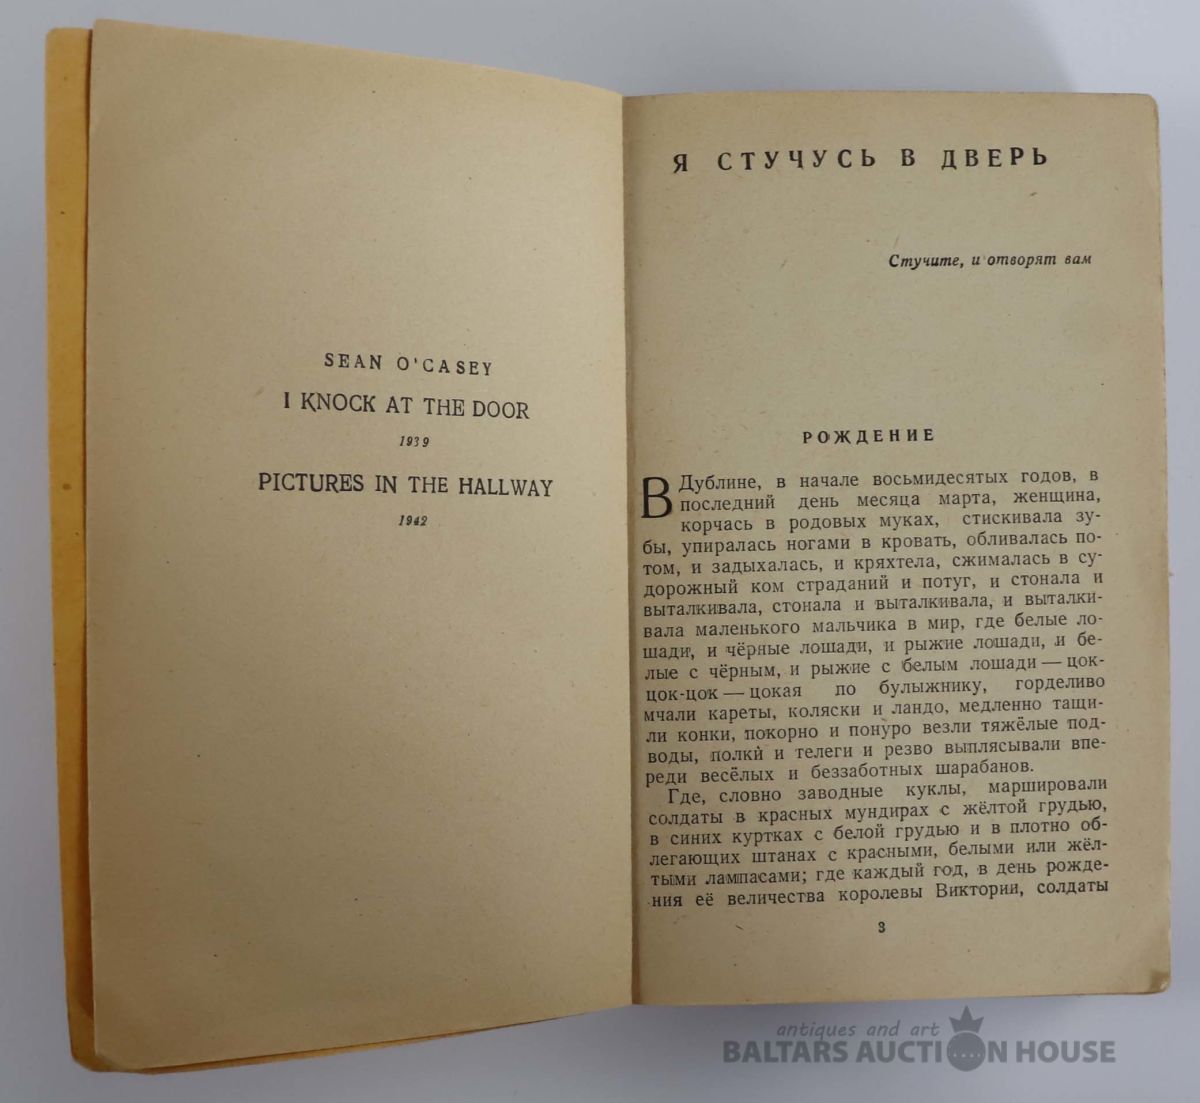 SEAN O'CASEY
I KNOCK AT THE DOOR
1939
PICTURES IN THE HALLWAY
1942
Я СТУЧУСЬ В ДВЕРЬ
Стучите, и отворят вам
РОЖДЕНИЕ
В Дублине, в начале восьмидесятых годов, в
последний день месяца марта, женщина,
корчась в родовых муках, стискивала зу-
бы, упиралась ногами в кровать, обливалась по-
том, и задыхалась, и кряхтела, сжималась в су-
дорожный ком страданий и потуг, и стонала и
выталкивала, стонала и выталкивала, и выталки-
вала маленького мальчика в мир, где белые ло-
шади, и чёрные лошади, и рыжие лошади, и бе-
лые с чёрным, и рыжие с белым лошади — цок-
цок-цок — цокая по булыжнику, горделиво
мчали кареты, коляски и ландо, медленно тащи-
ли конки, покорно и понуро везли тяжёлые под-
воды, полки и телеги и резво выплясывали впе-
реди весёлых и беззаботных шарабанов.
Где, словно заводные куклы, маршировали
солдаты в красных мундирах с жёлтой грудью,
в синих куртках с белой грудью и в плотно об-
легающих штанах с красными, белыми или жёл-
тыми лампасами; где каждый год, в день рожде-
ния её величества королевы Виктории, солдаты
3
antiques and art
BALTARS AUCTION HOUSE